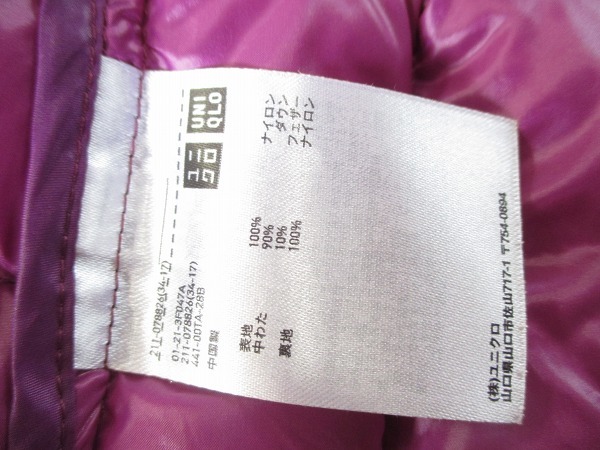 ユニ
クロ
UNI
QLO
211-078826(34-17)
01-21-3F047A
211-078826(34-17)
441-00TA-28B
中国製
表地 100% ナイロン
中わた 90% ダウン
10% フェザー
裏地 100% ナイロン
(株)ユニクロ
山口県山口市佐山717-1 〒754-0894